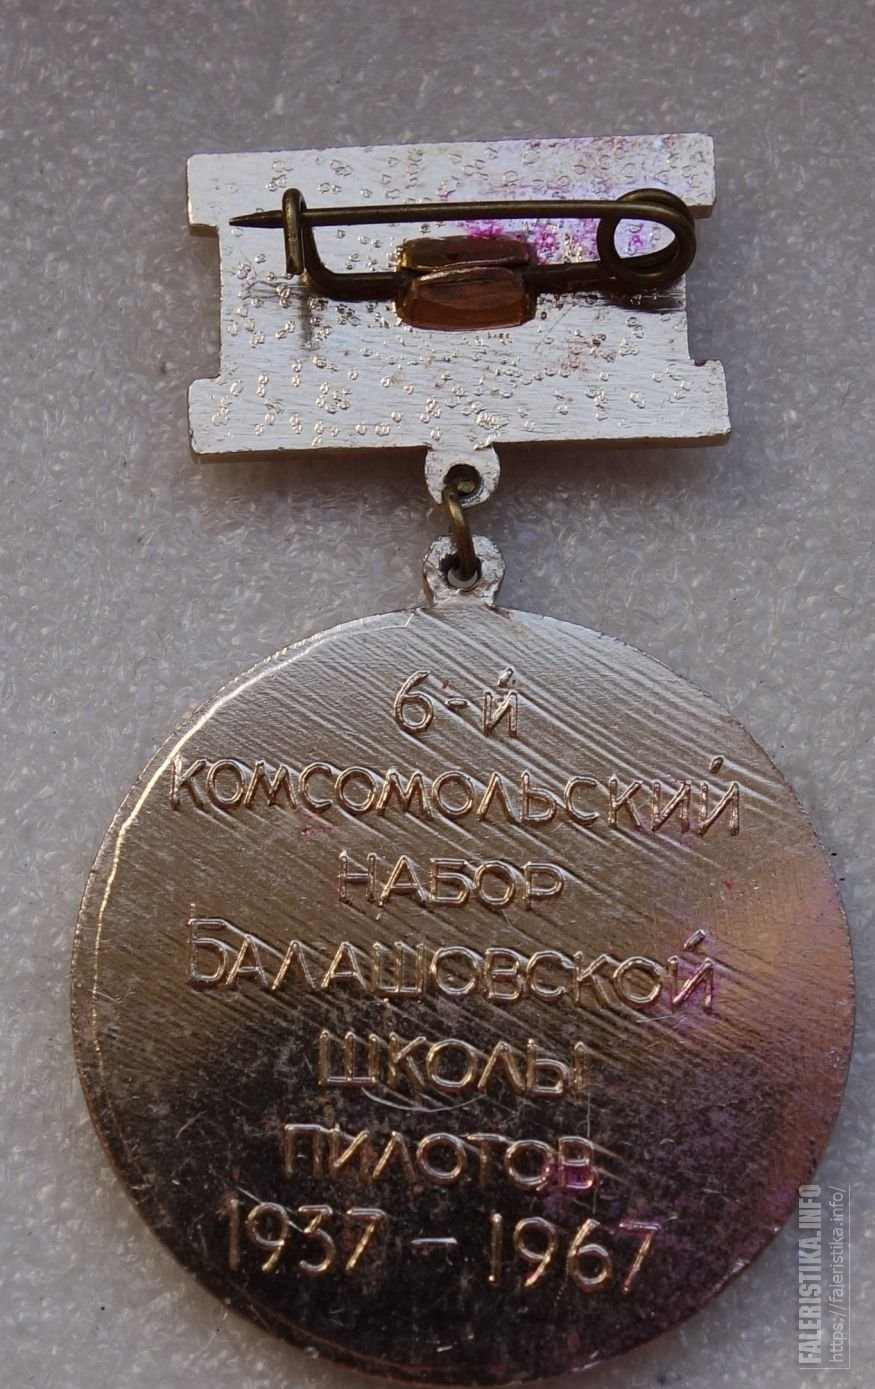 6-й
КОМСОМОЛЬСКИЙ
НАБОР
БАЛАШОВСКОЙ
ШКОЛЫ
ПИЛОТОВ
1937 - 1967
FALERISTIKA.INFO
https://faleristika.info/